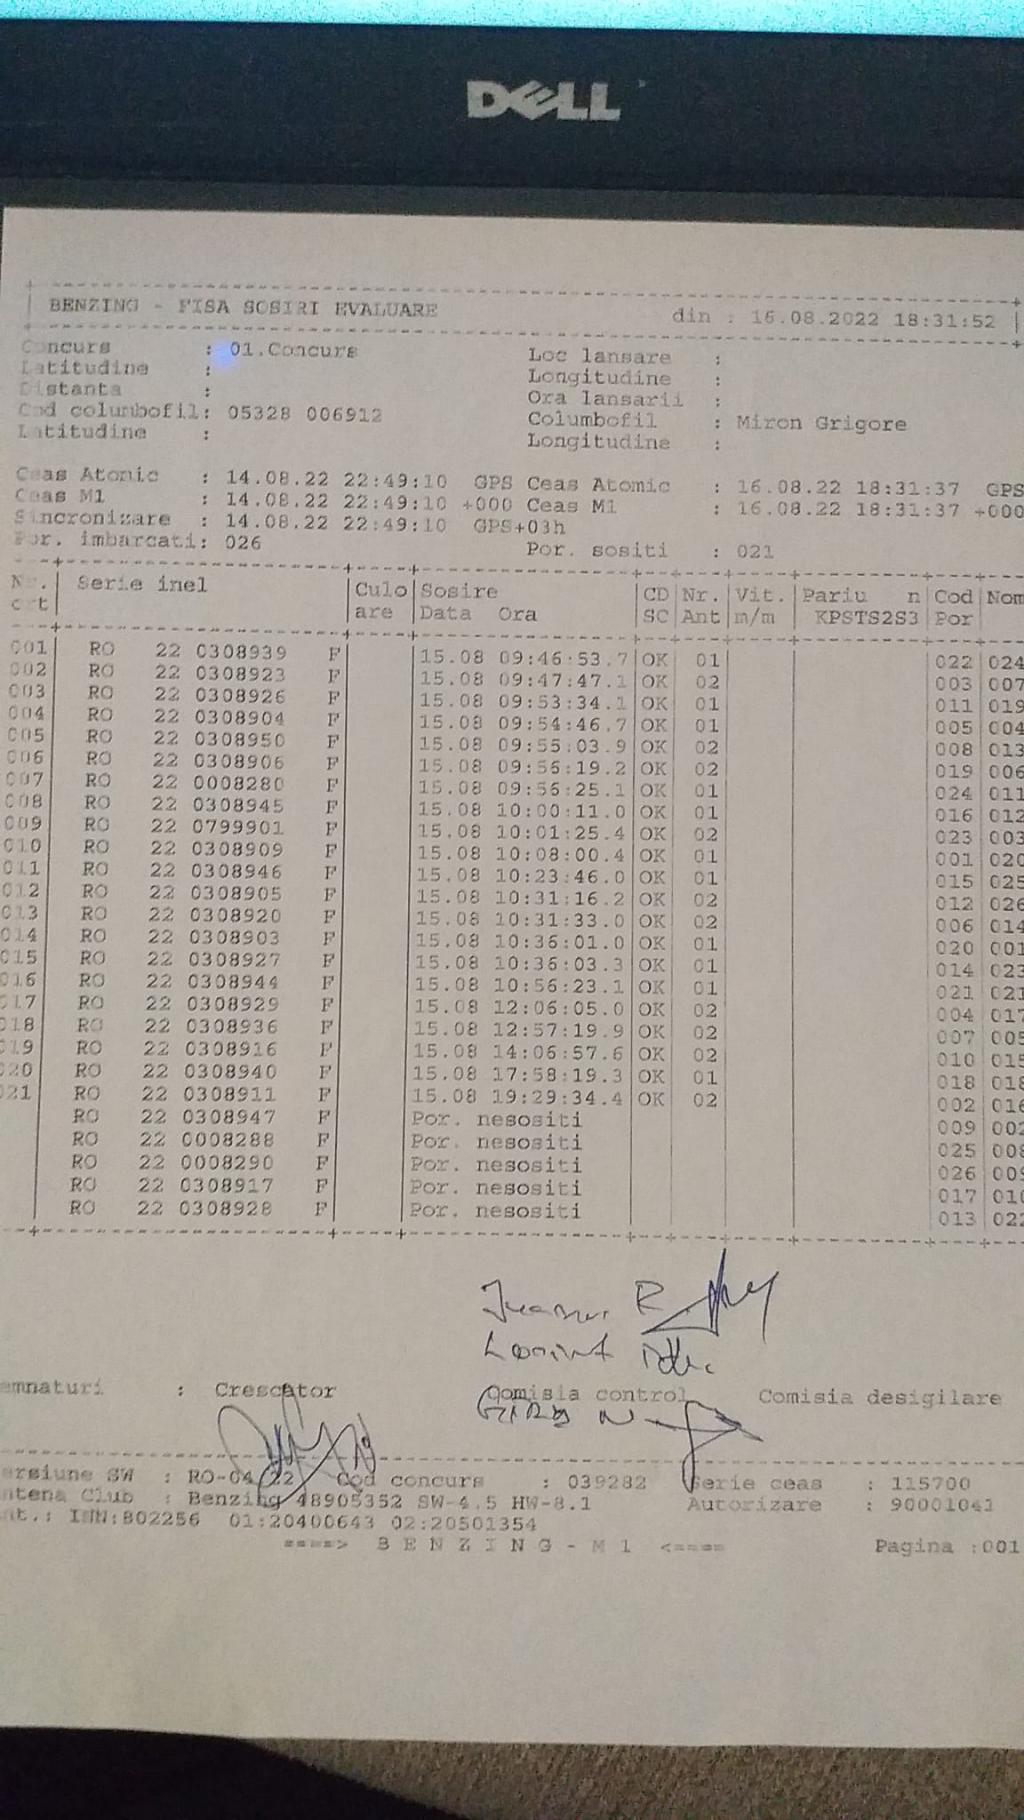 DELL
BENZING - FISA SOSIRI EVALUARE din : 16.08.2022 18:31:52
Concurs : 01.Concurs Loc lansare :
Latitudine : Longitudine :
Distanta : Ora lansarii :
Cod columbofil: 05328 006912 Columbofil : Miron Grigore
Latitudine : Longitudine :
Ceas Atomic : 14.08.22 22:49:10 GPS Ceas Atomic : 16.08.22 18:31:37 GPS
Ceas M1 : 14.08.22 22:49:10 +000 Ceas M1 : 16.08.22 18:31:37 +000
Sincronizare : 14.08.22 22:49:10 GPS+03h
Por. imbarcati: 026 Por. sositi : 021
Nr. Serie inel Culo Sosire CD Nr. Vit. Pariu n Cod Nom
crt are Data Ora SC Ant m/m KPSTS2S3 Por
001 RO 22 0308939 F 15.08 09:46:53.7 OK 01 022 024
002 RO 22 0308923 F 15.08 09:47:47.1 OK 02 003 007
003 RO 22 0308926 F 15.08 09:53:34.1 OK 01 011 019
004 RO 22 0308904 F 15.08 09:54:46.7 OK 01 005 004
005 RO 22 0308950 F 15.08 09:55:03.9 OK 02 008 013
006 RO 22 0308906 F 15.08 09:56:19.2 OK 02 019 006
007 RO 22 0008280 F 15.08 09:56:25.1 OK 01 024 011
008 RO 22 0308945 F 15.08 10:00:11.0 OK 01 016 012
009 RO 22 0799901 F 15.08 10:01:25.4 OK 02 023 003
010 RO 22 0308909 F 15.08 10:08:00.4 OK 01 001 020
011 RO 22 0308946 F 15.08 10:23:46.0 OK 01 015 025
012 RO 22 0308905 F 15.08 10:31:16.2 OK 02 012 026
013 RO 22 0308920 F 15.08 10:31:33.0 OK 02 006 014
014 RO 22 0308903 F 15.08 10:36:01.0 OK 01 020 001
015 RO 22 0308927 F 15.08 10:36:03.3 OK 01 014 023
016 RO 22 0308944 F 15.08 10:56:23.1 OK 01 021 021
017 RO 22 0308929 F 15.08 12:06:05.0 OK 02 004 017
018 RO 22 0308936 F 15.08 12:57:19.9 OK 02 007 005
019 RO 22 0308916 F 15.08 14:06:57.6 OK 02 010 015
020 RO 22 0308940 F 15.08 17:58:19.3 OK 01 018 018
021 RO 22 0308911 F 15.08 19:29:34.4 OK 02 002 016
RO 22 0308947 F Por. nesositi 009 002
RO 22 0008288 F Por. nesositi 025 008
RO 22 0008290 F Por. nesositi 026 009
RO 22 0308917 F Por. nesositi 017 010
RO 22 0308928 F Por. nesositi 013 022
emnaturi : Crescator Comisia control Comisia desigilare
ersiune SW : RO-04 22 Cod concurs : 039282 Serie ceas : 115700
ntena Club : Benzing 48905352 SW-4.5 HW-8.1 Autorizare : 90001041
nt.: INN:802256 01:20400643 02:20501354
====> B E N Z I N G - M 1 <==== Pagina :001